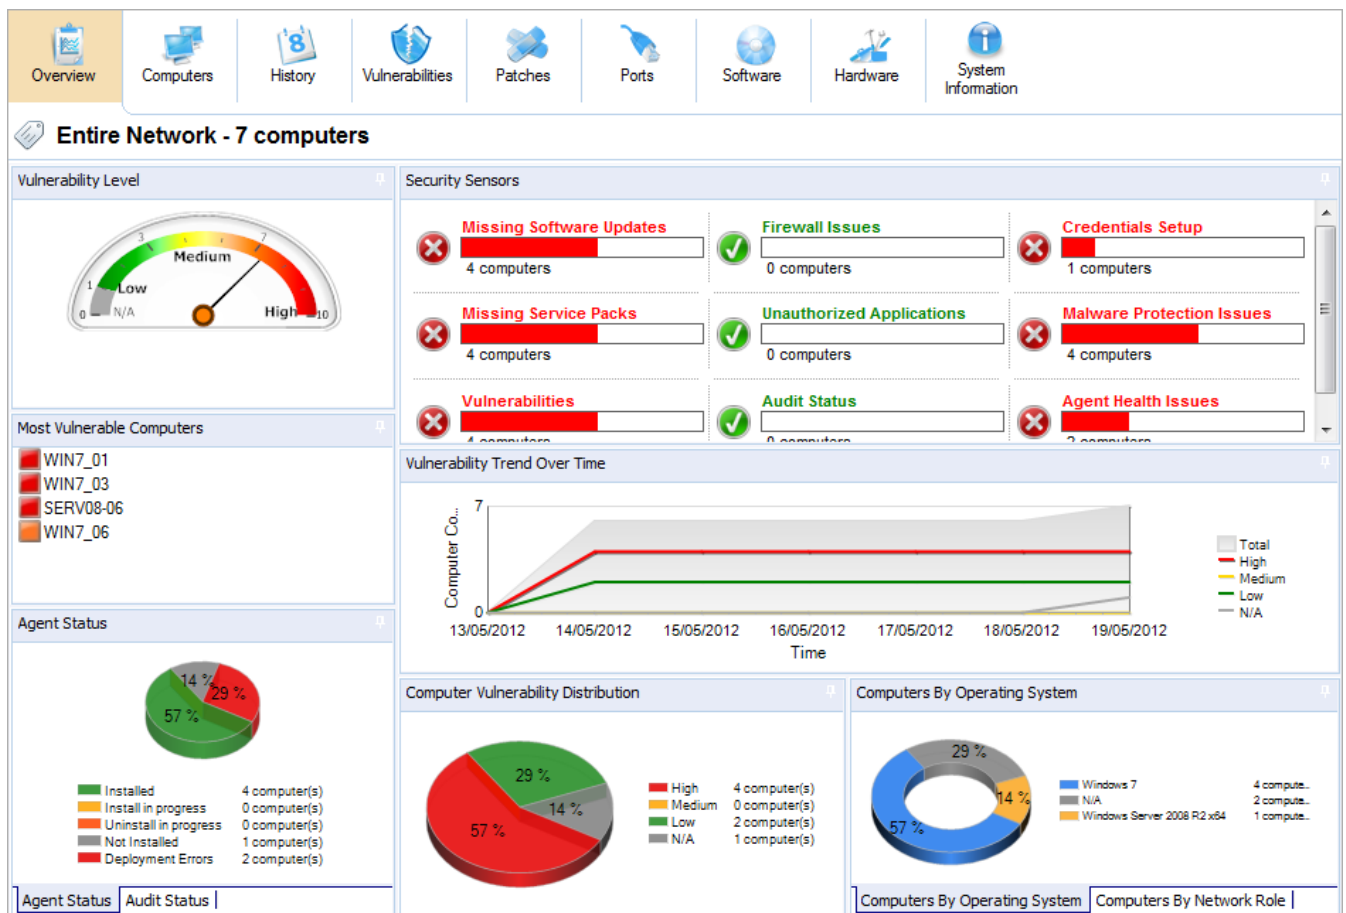 Overview
Computers
8
History
Vulnerabilities
Patches
Ports
Software
Hardware
System
Information
Entire Network - 7 computers
Vulnerability Level
0
1
3
7
10
N/A
Low
Medium
High
Security Sensors
Missing Software Updates
4 computers
Firewall Issues
0 computers
Credentials Setup
1 computers
Missing Service Packs
4 computers
Unauthorized Applications
0 computers
Malware Protection Issues
4 computers
Vulnerabilities
4 computers
Audit Status
0 computers
Agent Health Issues
2 computers
Most Vulnerable Computers
WIN7_01
WIN7_03
SERV08-06
WIN7_06
Vulnerability Trend Over Time
Computer Co...
7
0
13/05/2012 14/05/2012 15/05/2012 16/05/2012 17/05/2012 18/05/2012 19/05/2012
Time
Total
High
Medium
Low
N/A
Agent Status
14 %
29 %
57 %
Installed 4 computer(s)
Install in progress 0 computer(s)
Uninstall in progress 0 computer(s)
Not Installed 1 computer(s)
Deployment Errors 2 computer(s)
Agent Status Audit Status
Computer Vulnerability Distribution
29 %
14 %
57 %
High 4 computer(s)
Medium 0 computer(s)
Low 2 computer(s)
N/A 1 computer(s)
Computers By Operating System
29 %
14 %
57 %
Windows 7 4 compute...
N/A 2 compute...
Windows Server 2008 R2 x64 1 compute...
Computers By Operating System Computers By Network Role